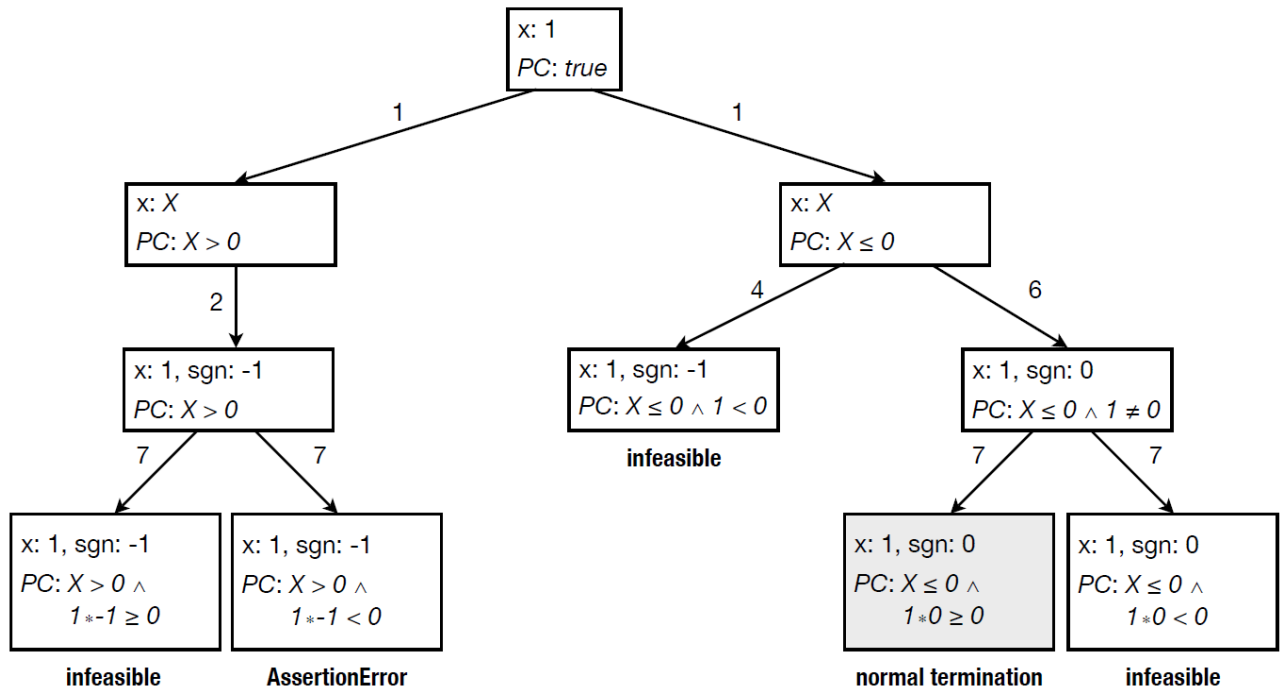 x: 1
PC: true
1
1
x: X
PC: X > 0
x: X
PC: X ≤ 0
2
4
6
x: 1, sgn: -1
PC: X > 0
x: 1, sgn: -1
PC: X ≤ 0 ∧ 1 < 0
infeasible
x: 1, sgn: 0
PC: X ≤ 0 ∧ 1 ≠ 0
7
7
7
7
x: 1, sgn: -1
PC: X > 0 ∧
1*-1 ≥ 0
infeasible
x: 1, sgn: -1
PC: X > 0 ∧
1*-1 < 0
AssertionError
x: 1, sgn: 0
PC: X ≤ 0 ∧
1*0 ≥ 0
normal termination
x: 1, sgn: 0
PC: X ≤ 0 ∧
1*0 < 0
infeasible